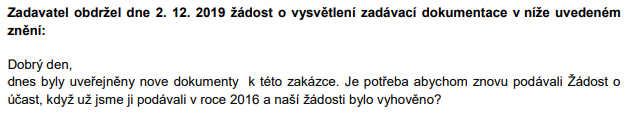 Zadavatel obdržel dne 2. 12. 2019 žádost o vysvětlení zadávací dokumentace v níže uvedeném
znění:
Dobrý den,
dnes byly uveřejněny nove dokumenty k této zakázce. Je potřeba abychom znovu podávali Žádost o
účast, když už jsme ji podávali v roce 2016 a naší žádosti bylo vyhověno?